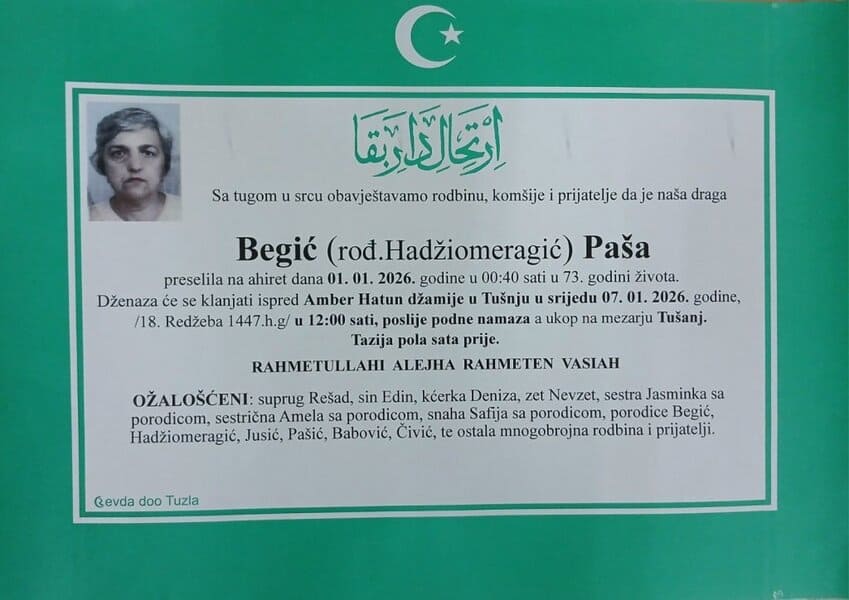 اِرتحال دار بقا
Sa tugom u srcu obavještavamo rodbinu, komšije i prijatelje da je naša draga
Begić (rođ.Hadžiomeragić) Paša
preselila na ahiret dana 01. 01. 2026. godine u 00:40 sati u 73. godini života.
Dženaza će se klanjati ispred Amber Hatun džamije u Tušnju u srijedu 07. 01. 2026. godine,
/18. Redžeba 1447.h.g/ u 12:00 sati, poslije podne namaza a ukop na mezarju Tušanj.
Tazija pola sata prije.
RAHMETULLAHI ALEJHA RAHMETEN VASIAH
OŽALOŠĆENI: suprug Rešad, sin Edin, kćerka Deniza, zet Nevzet, sestra Jasminka sa
porodicom, sestrična Amela sa porodicom, snaha Safija sa porodicom, porodice Begić,
Hadžiomeragić, Jusić, Pašić, Babović, Čivić, te ostala mnogobrojna rodbina i prijatelji.
Ževda doo Tuzla